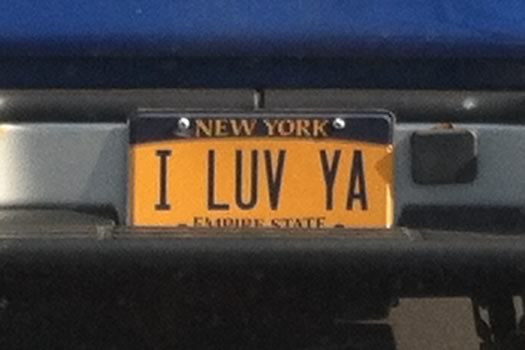 NEW YORK
I LUV YA
EMPIRE STATE